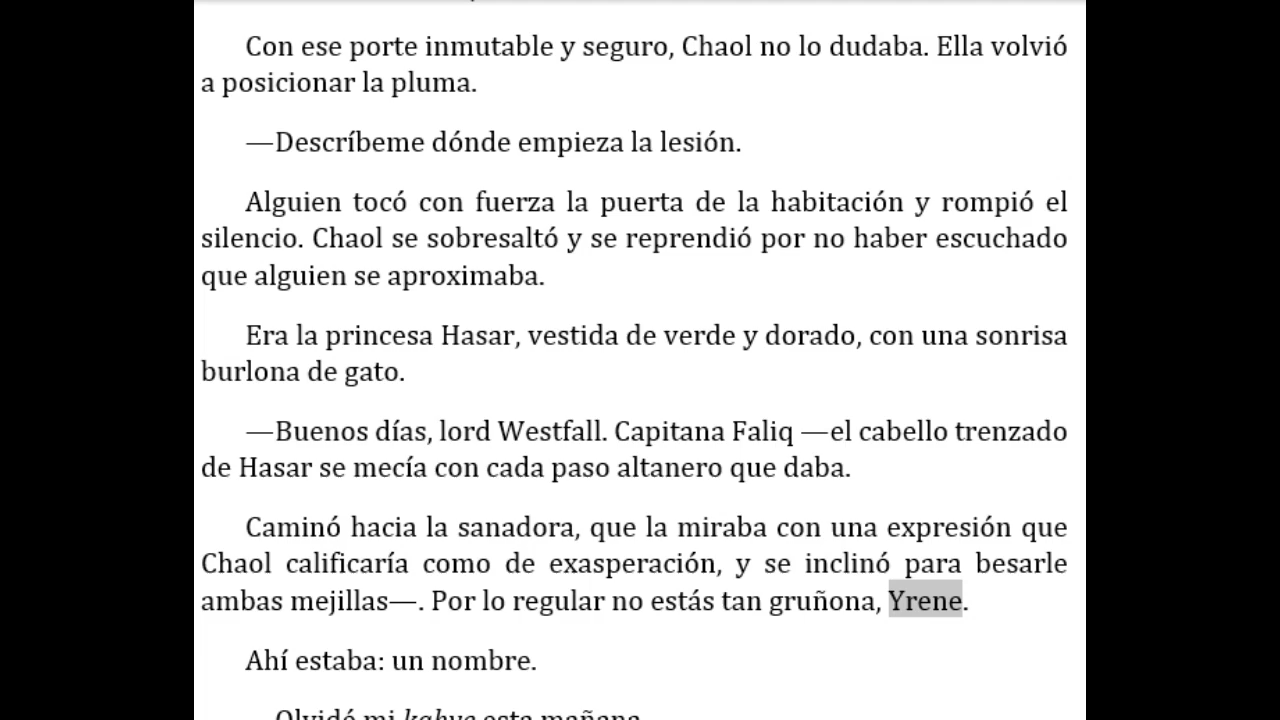 Con ese porte inmutable y seguro, Chaol no lo dudaba. Ella volvió
a posicionar la pluma.
—Descríbeme dónde empieza la lesión.
Alguien tocó con fuerza la puerta de la habitación y rompió el
silencio. Chaol se sobresaltó y se reprendió por no haber escuchado
que alguien se aproximaba.
Era la princesa Hasar, vestida de verde y dorado, con una sonrisa
burlona de gato.
—Buenos días, lord Westfall. Capitana Faliq —el cabello trenzado
de Hasar se mecía con cada paso altanero que daba.
Caminó hacia la sanadora, que la miraba con una expresión que
Chaol calificaría como de exasperación, y se inclinó para besarle
ambas mejillas—. Por lo regular no estás tan gruñona, Yrene.
Ahí estaba: un nombre.
Olvidé mi kahve esta mañana